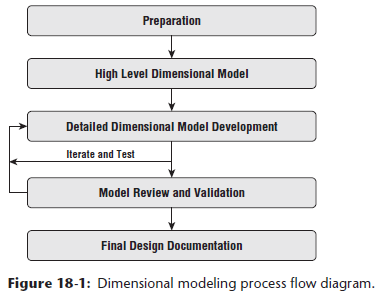 Preparation
High Level Dimensional Model
Detailed Dimensional Model Development
Iterate and Test
Model Review and Validation
Final Design Documentation
Figure 18-1: Dimensional modeling process flow diagram.